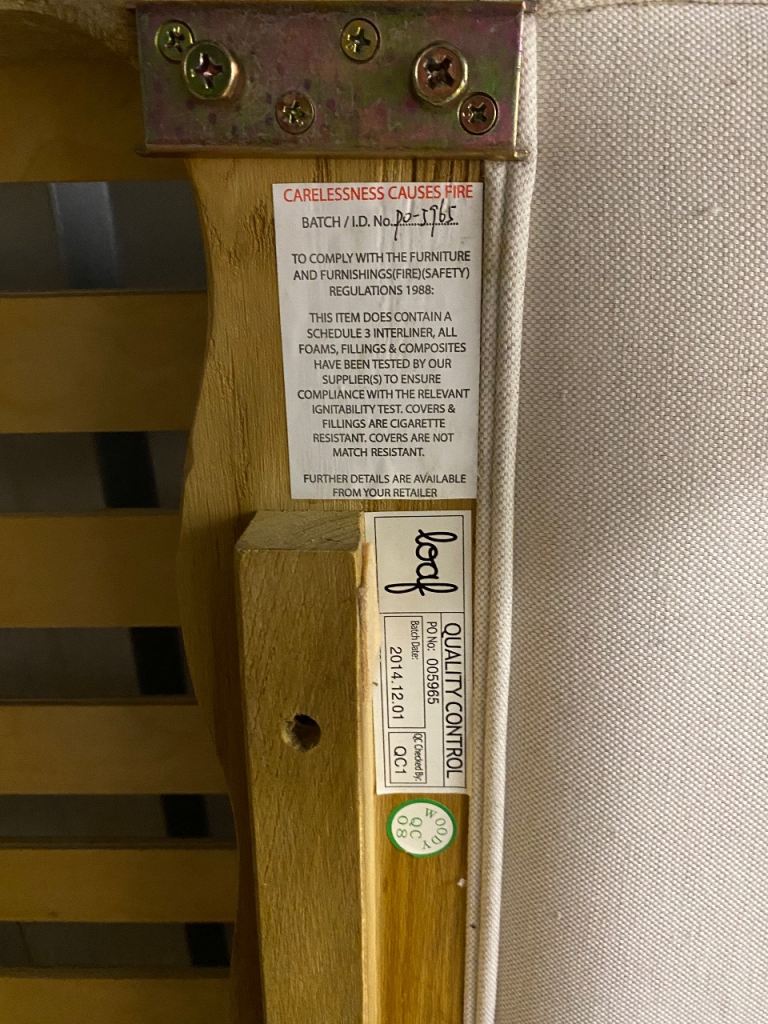 CARELESSNESS CAUSES FIRE
BATCH / I.D. No. po-5965
TO COMPLY WITH THE FURNITURE
AND FURNISHINGS(FIRE)(SAFETY)
REGULATIONS 1988:
THIS ITEM DOES CONTAIN A
SCHEDULE 3 INTERLINER, ALL
FOAMS, FILLINGS & COMPOSITES
HAVE BEEN TESTED BY OUR
SUPPLIER(S) TO ENSURE
COMPLIANCE WITH THE RELEVANT
IGNITABILITY TEST. COVERS &
FILLINGS ARE CIGARETTE
RESISTANT. COVERS ARE NOT
MATCH RESISTANT.
FURTHER DETAILS ARE AVAILABLE
FROM YOUR RETAILER
loaf
QUALITY CONTROL
PO No: 005965
Batch Date:
2014.12.01
QC Checked By:
QC1
WOODY
QC
08